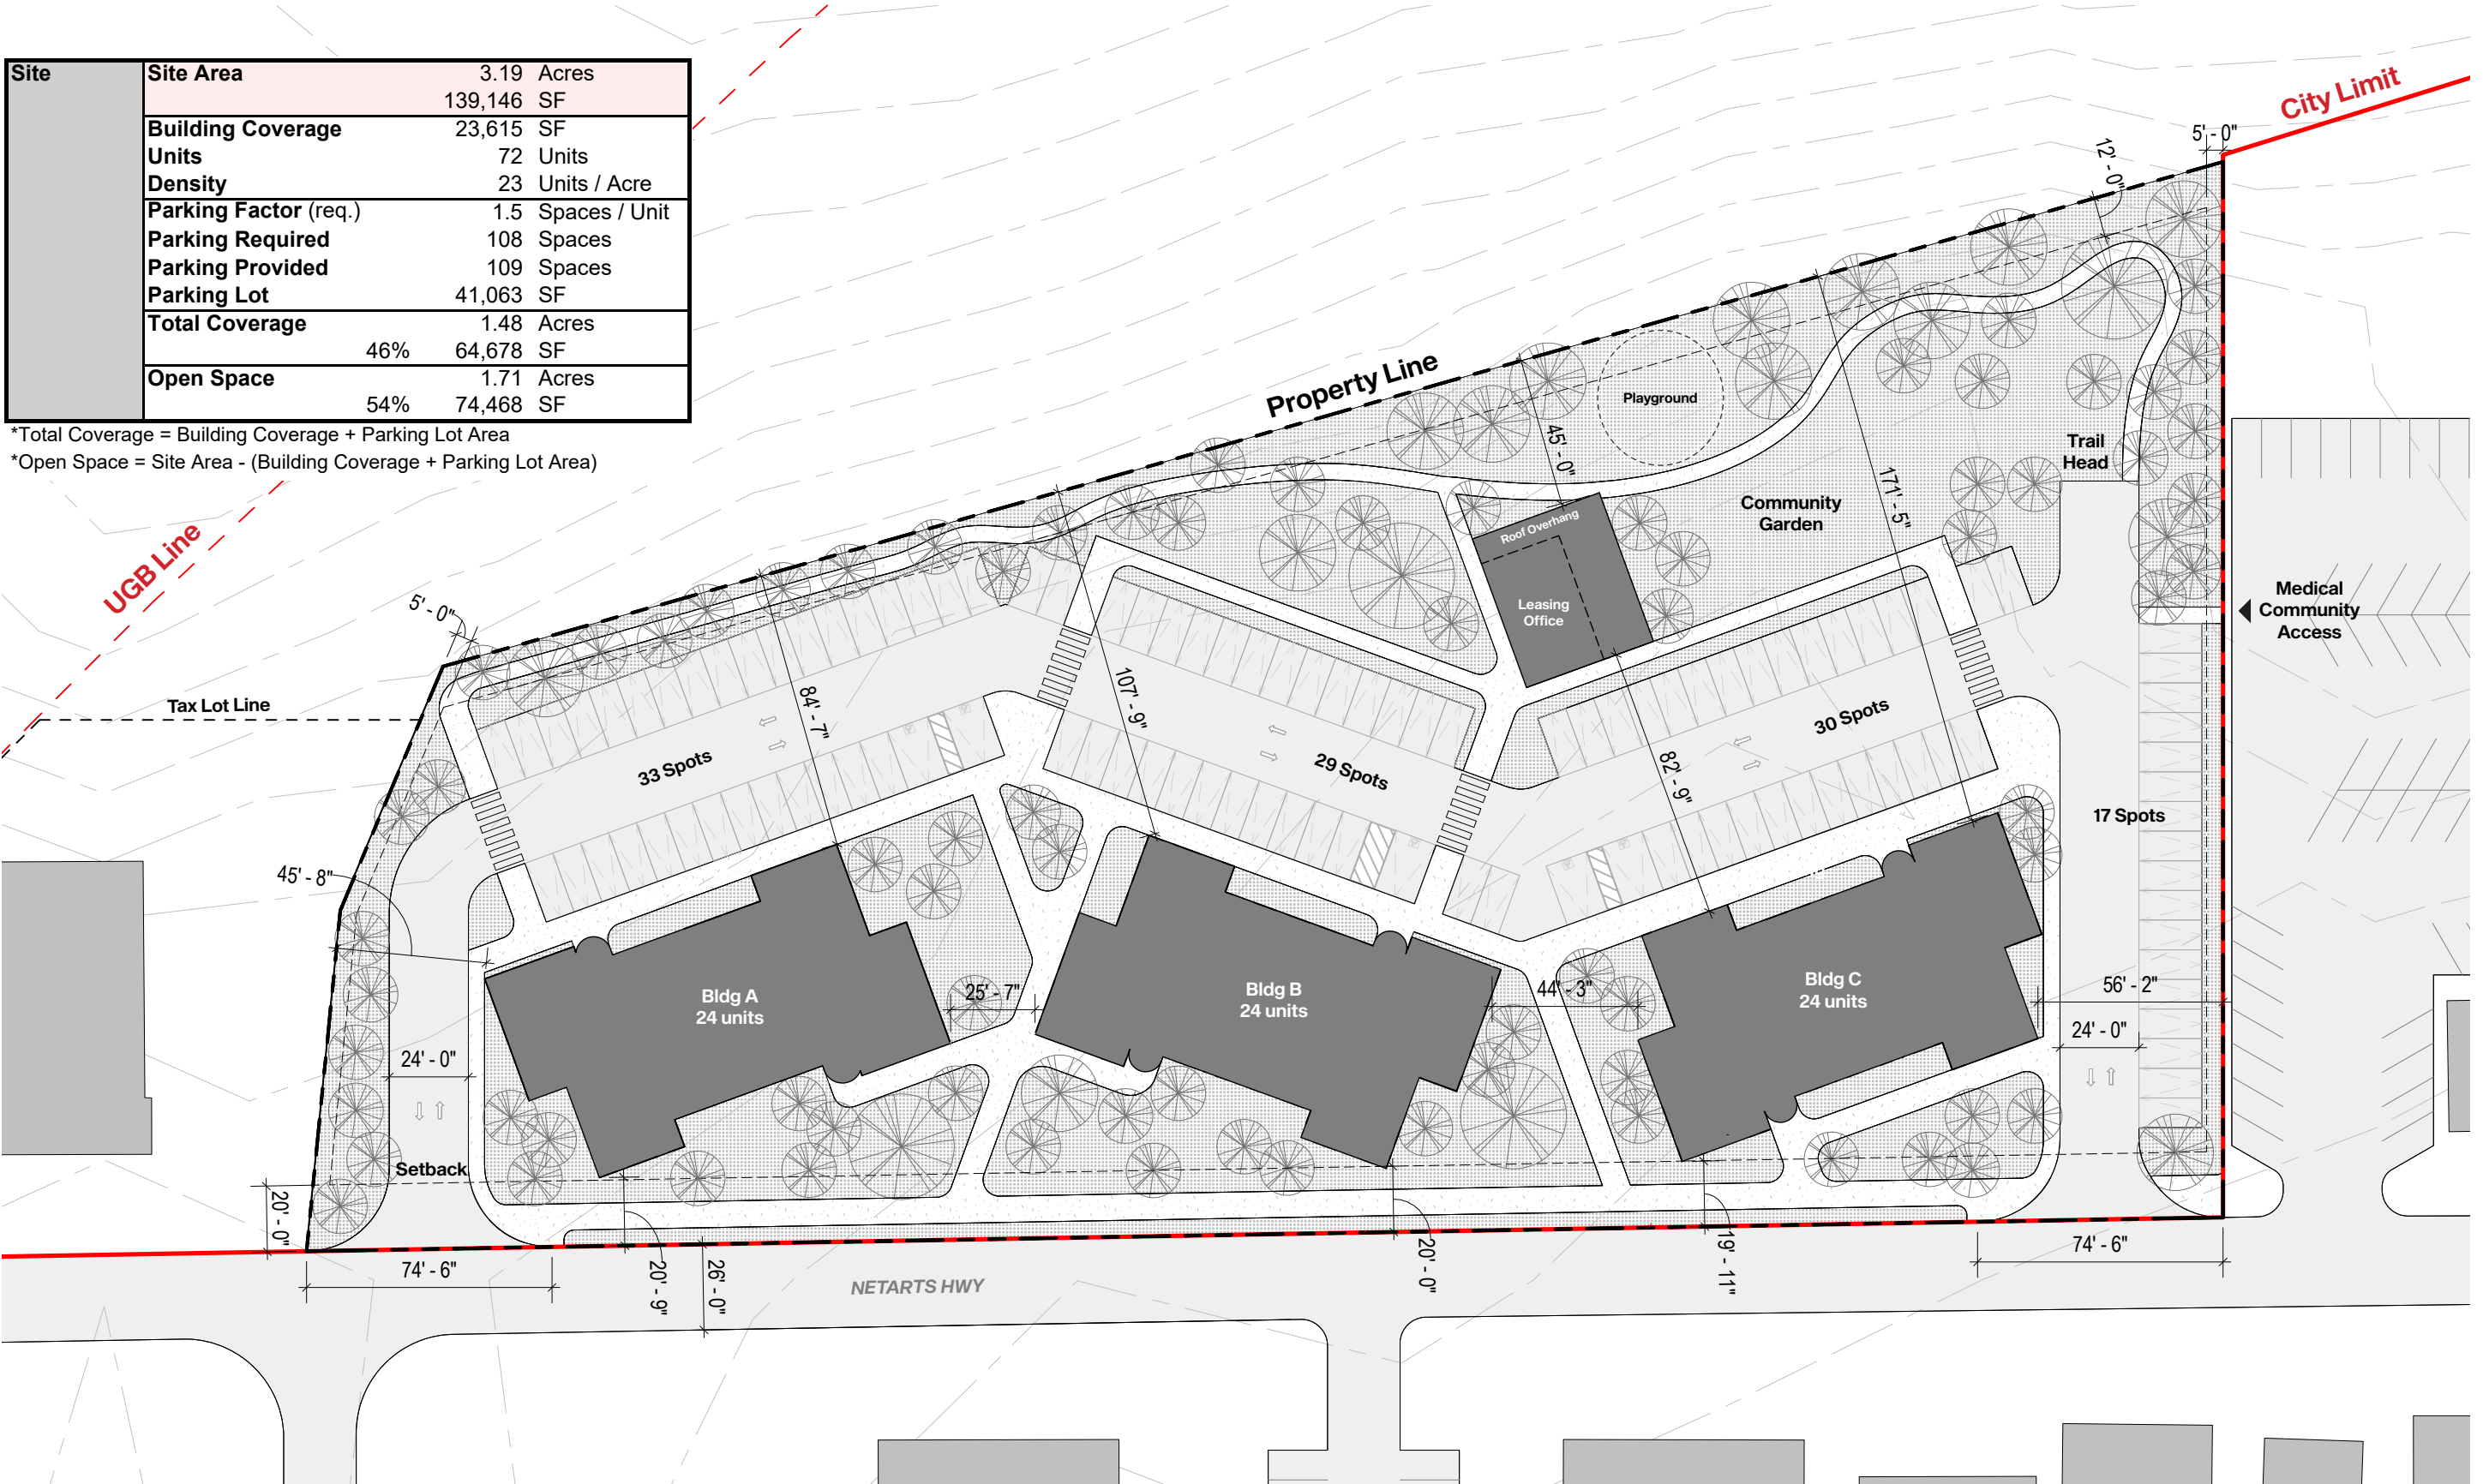 Site
Site Area 3.19 Acres
139,146 SF
Building Coverage 23,615 SF
Units 72 Units
Density 23 Units / Acre
Parking Factor (req.) 1.5 Spaces / Unit
Parking Required 108 Spaces
Parking Provided 109 Spaces
Parking Lot 41,063 SF
Total Coverage 1.48 Acres
46% 64,678 SF
Open Space 1.71 Acres
54% 74,468 SF
*Total Coverage = Building Coverage + Parking Lot Area
*Open Space = Site Area - (Building Coverage + Parking Lot Area)
City Limit
5' - 0"
12' - 0"
Property Line
Playground
45' - 0"
Trail
Head
171' - 5"
Community
Garden
Roof Overhang
UGB Line
5' - 0"
Leasing
Office
Medical
Community
Access
Tax Lot Line
84' - 7"
107' - 9"
30 Spots
33 Spots
29 Spots
82' - 9"
17 Spots
45' - 8"
Bldg A
24 units
25' - 7"
Bldg B
24 units
44' - 3"
Bldg C
24 units
56' - 2"
24' - 0"
24' - 0"
Setback
20' - 0"
74' - 6"
20' - 9"
26' - 0"
NETARTS HWY
20' - 0"
19' - 11"
74' - 6"